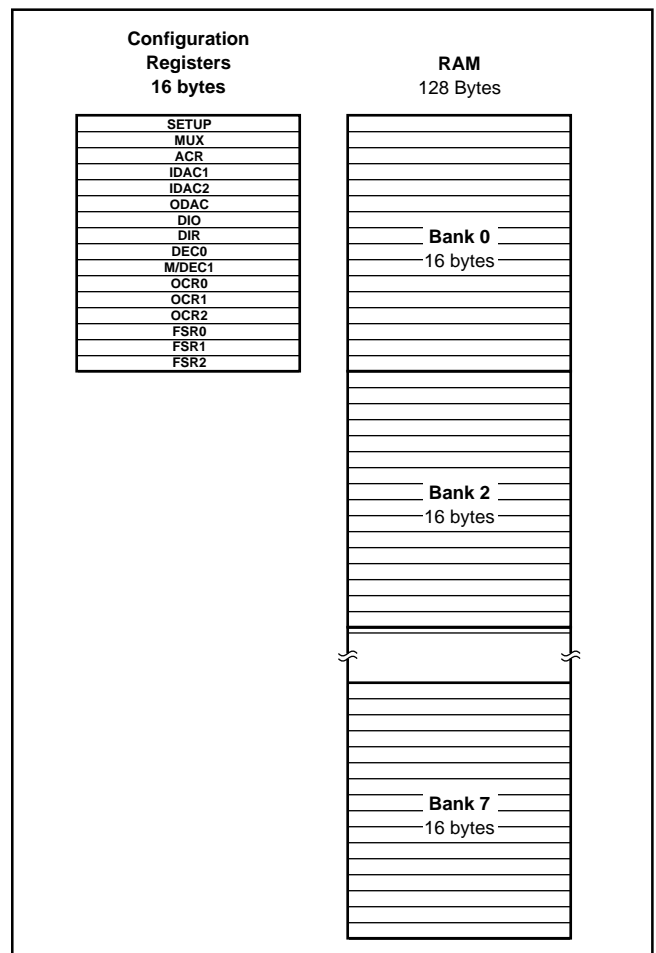 Configuration
Registers
16 bytes
SETUP
MUX
ACR
IDAC1
IDAC2
ODAC
DIO
DIR
DEC0
M/DEC1
OCR0
OCR1
OCR2
FSR0
FSR1
FSR2
RAM
128 Bytes
Bank 0
16 bytes
Bank 2
16 bytes
Bank 7
16 bytes